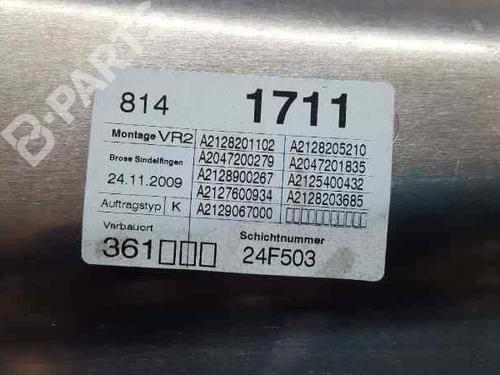 B-PARTS
814 1711
Montage VR2 A2128201102 A2128205210
A2047200279 A2047201835
Brose Sindelfingen A2128900267 A2125400432
24.11.2009 A2127600934 A2128203685
Auftragstyp K A2129067000 □□□□□□□□□□□
Verbauort Schichtnummer
361□□□ 24F503